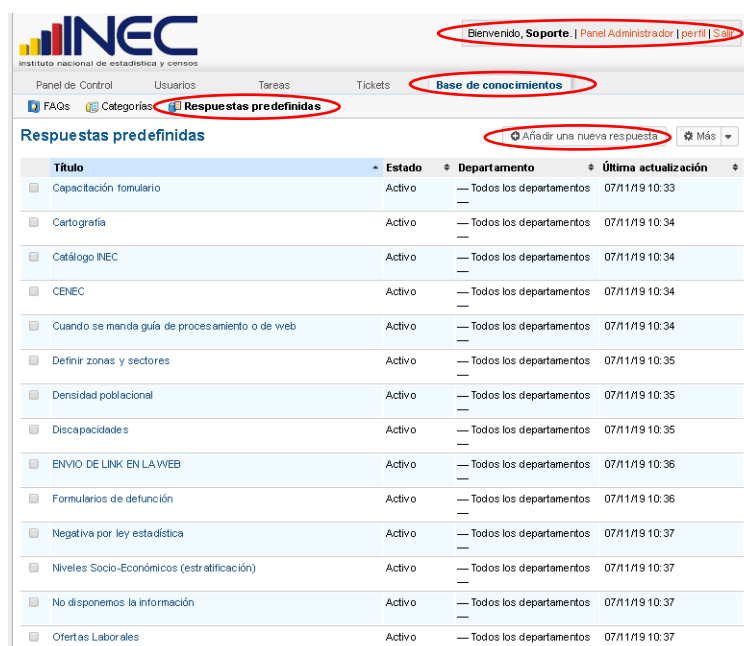 INEC
instituto nacional de estadística y censos
Bienvenido, Soporte. | Panel Administrador | perfil | Salir
Panel de Control Usuarios Tareas Tickets Base de conocimientos
FAQs Categorías Respuestas predefinidas
Respuestas predefinidas
Añadir una nueva respuesta Más
Título Estado Departamento Última actualización
Capacitación fomulario Activo — Todos los departamentos — 07/11/19 10:33
Cartografía Activo — Todos los departamentos — 07/11/19 10:34
Catálogo INEC Activo — Todos los departamentos — 07/11/19 10:34
CENEC Activo — Todos los departamentos — 07/11/19 10:34
Cuando se manda guía de procesamiento o de web Activo — Todos los departamentos — 07/11/19 10:34
Definir zonas y sectores Activo — Todos los departamentos — 07/11/19 10:35
Densidad poblacional Activo — Todos los departamentos — 07/11/19 10:35
Discapacidades Activo — Todos los departamentos — 07/11/19 10:35
ENVIO DE LINK EN LA WEB Activo — Todos los departamentos — 07/11/19 10:36
Formularios de defunción Activo — Todos los departamentos — 07/11/19 10:36
Negativa por ley estadística Activo — Todos los departamentos — 07/11/19 10:37
Niveles Socio-Económicos (estratificación) Activo — Todos los departamentos — 07/11/19 10:37
No disponemos la información Activo — Todos los departamentos — 07/11/19 10:37
Ofertas Laborales Activo — Todos los departamentos 07/11/19 10:37